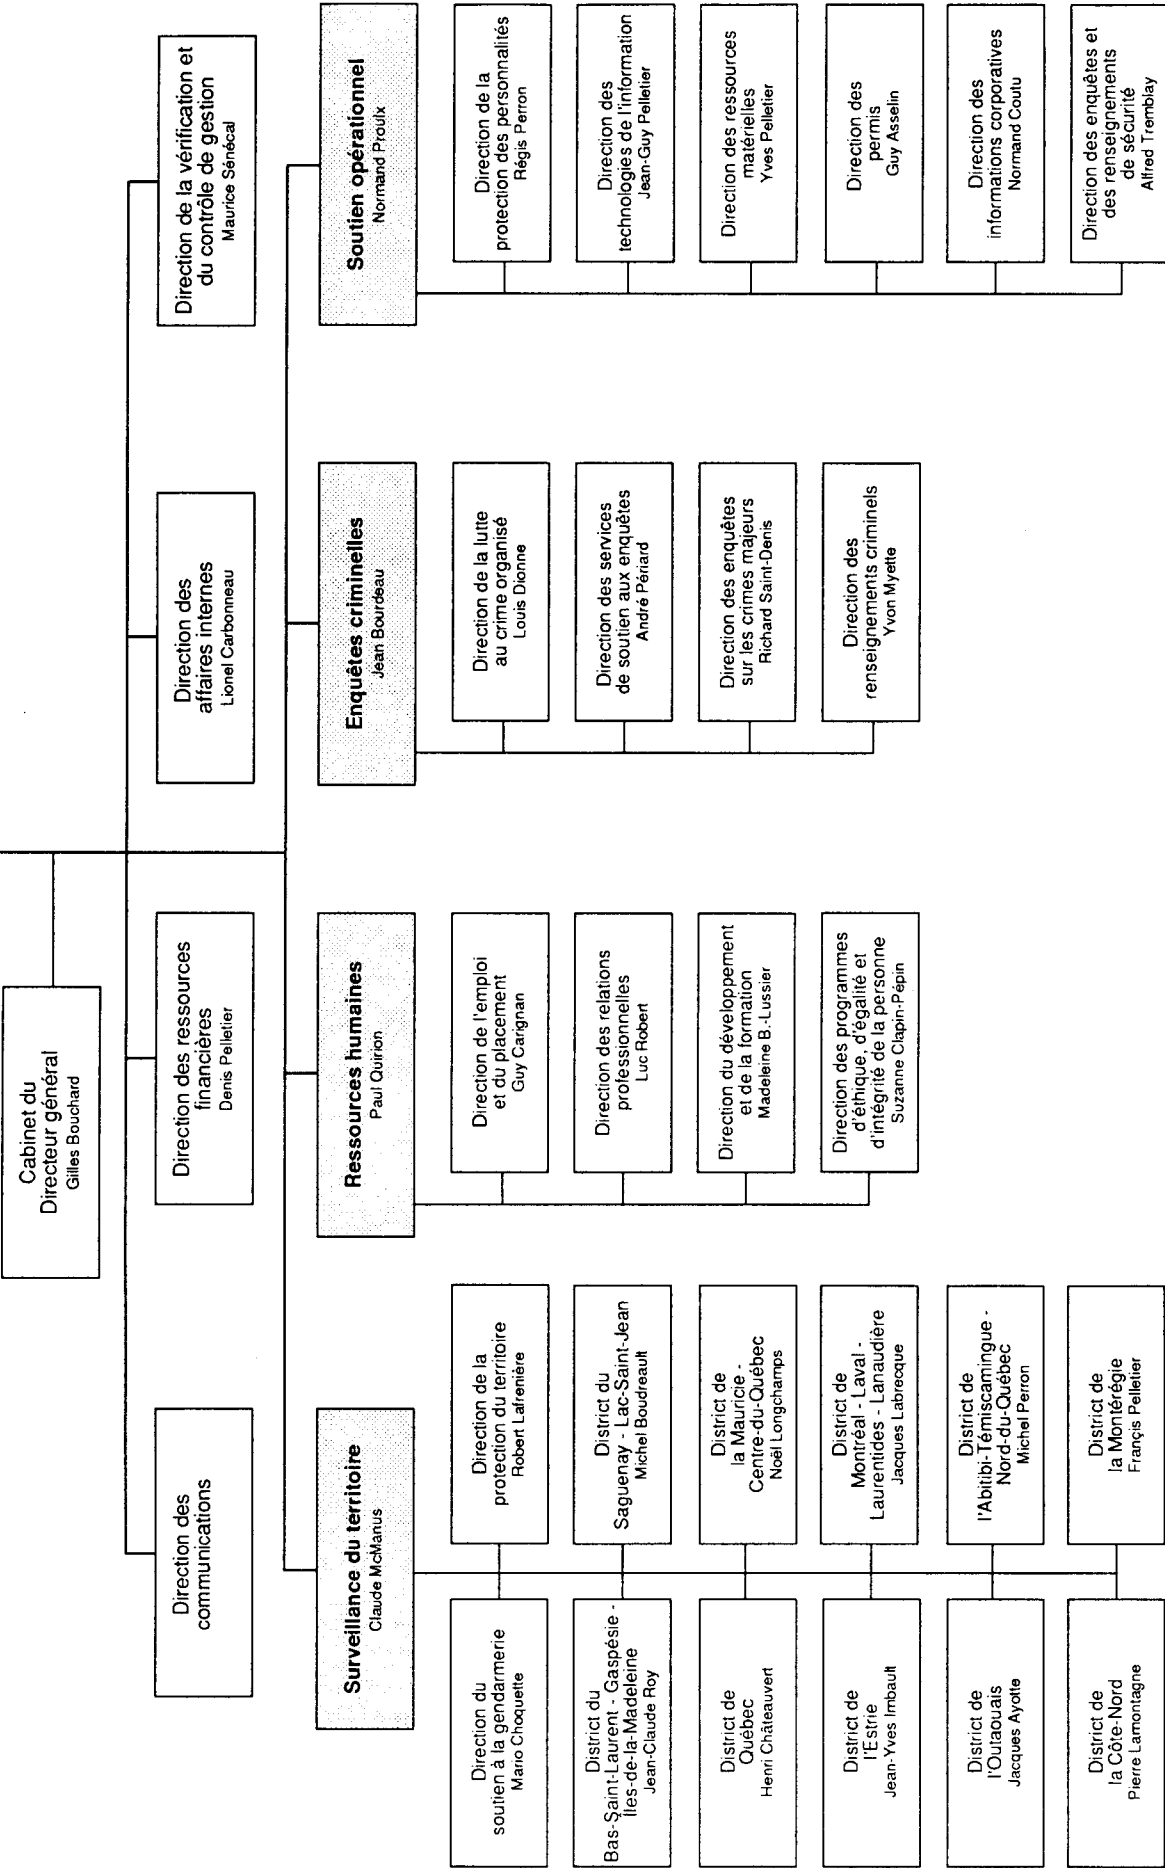 Cabinet du
Directeur général
Gilles Bouchard
Direction des
communications
Direction des ressources
financières
Denis Pelletier
Direction des
affaires internes
Lionel Carbonneau
Direction de la vérification et
du contrôle de gestion
Maurice Sénécal
Surveillance du territoire
Claude McManus
Ressources humaines
Paul Quirion
Enquêtes criminelles
Jean Bourdeau
Soutien opérationnel
Normand Proulx
Direction du
soutien à la gendarmerie
Mario Choquette
Direction de la
protection du territoire
Robert Lafrenière
District du
Bas-Saint-Laurent - Gaspésie -
Îles-de-la-Madeleine
Jean-Claude Roy
District du
Saguenay - Lac-Saint-Jean
Michel Boudreault
District de
Québec
Henri Châteauvert
District de
la Mauricie -
Centre-du-Québec
Noël Longchamps
District de
l'Estrie
Jean-Yves Imbault
District de
Montréal - Laval -
Laurentides - Lanaudière
Jacques Labrecque
District de
l'Outaouais
Jacques Ayotte
District de
l'Abitibi-Témiscamingue -
Nord-du-Québec
Michel Perron
District de
la Côte-Nord
Pierre Lamontagne
District de
la Montérégie
François Pelletier
Direction de l'emploi
et du placement
Guy Carignan
Direction des relations
professionnelles
Luc Robert
Direction du développement
et de la formation
Madeleine B.-Lussier
Direction des programmes
d'éthique, d'égalité et
d'intégrité de la personne
Suzanne Clapin-Pépin
Direction de la lutte
au crime organisé
Louis Dionne
Direction des services
de soutien aux enquêtes
André Périard
Direction des enquêtes
sur les crimes majeurs
Richard Saint-Denis
Direction des
renseignements criminels
Yvon Myette
Direction de la
protection des personnalités
Régis Perron
Direction des
technologies de l'information
Jean-Guy Pelletier
Direction des ressources
matérielles
Yves Pelletier
Direction des
permis
Guy Asselin
Direction des
informations corporatives
Normand Coutu
Direction des enquêtes et
des renseignements
de sécurité
Alfred Tremblay